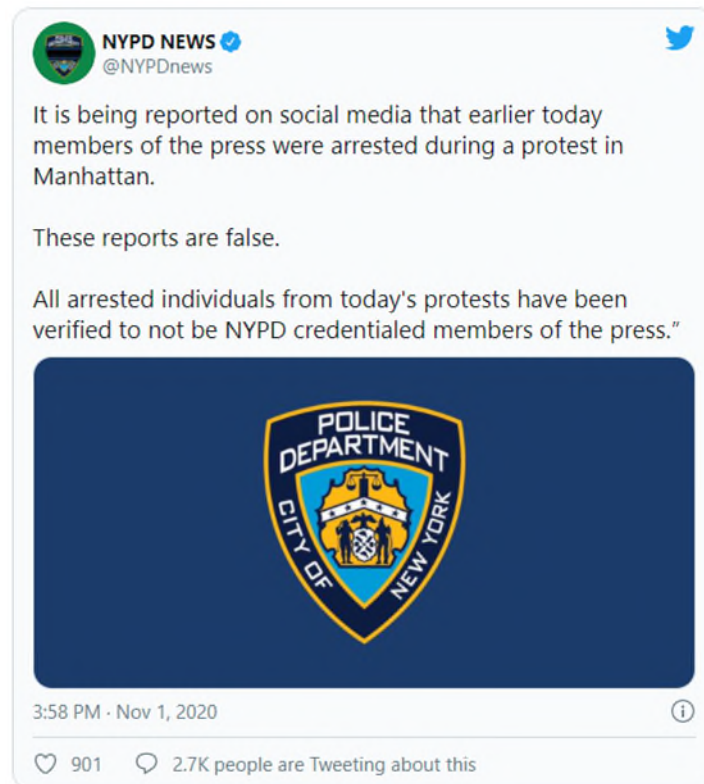 NYPD NEWS
@NYPDnews
It is being reported on social media that earlier today
members of the press were arrested during a protest in
Manhattan.
These reports are false.
All arrested individuals from today's protests have been
verified to not be NYPD credentialed members of the press.”
POLICE
DEPARTMENT
CITY OF
NEW YORK
3:58 PM · Nov 1, 2020
901 2.7K people are Tweeting about this